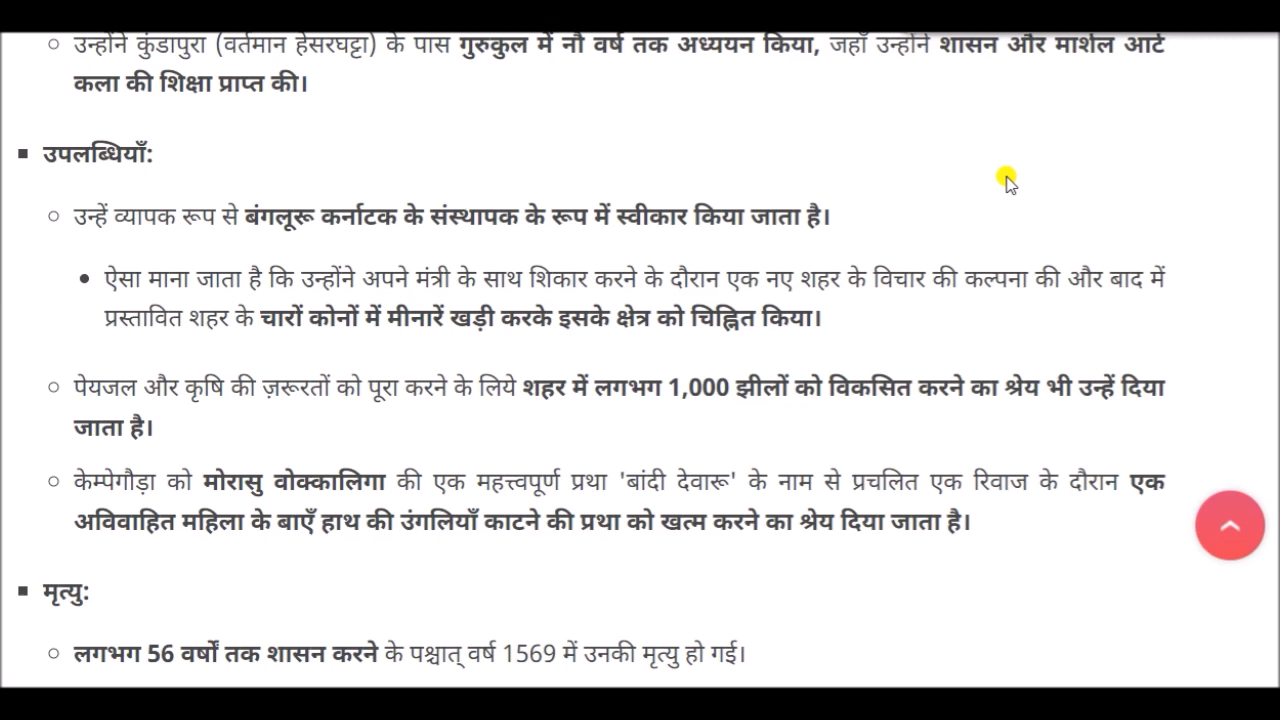 उन्होंने कुंडापुरा (वर्तमान हेसरघट्टा) के पास गुरुकुल में नौ वर्ष तक अध्ययन किया, जहाँ उन्होंने शासन और मार्शल आर्ट
कला की शिक्षा प्राप्त की।
उपलब्धियाँ:
उन्हें व्यापक रूप से बंगलूरू कर्नाटक के संस्थापक के रूप में स्वीकार किया जाता है।
ऐसा माना जाता है कि उन्होंने अपने मंत्री के साथ शिकार करने के दौरान एक नए शहर के विचार की कल्पना की और बाद में
प्रस्तावित शहर के चारों कोनों में मीनारें खड़ी करके इसके क्षेत्र को चिह्नित किया।
पेयजल और कृषि की ज़रूरतों को पूरा करने के लिये शहर में लगभग 1,000 झीलों को विकसित करने का श्रेय भी उन्हें दिया
जाता है।
केम्पेगौड़ा को मोरासु वोक्कालिगा की एक महत्त्वपूर्ण प्रथा 'बांदी देवारू' के नाम से प्रचलित एक रिवाज के दौरान एक
अविवाहित महिला के बाएँ हाथ की उंगलियाँ काटने की प्रथा को खत्म करने का श्रेय दिया जाता है।
मृत्यु:
लगभग 56 वर्षों तक शासन करने के पश्चात् वर्ष 1569 में उनकी मृत्यु हो गई।